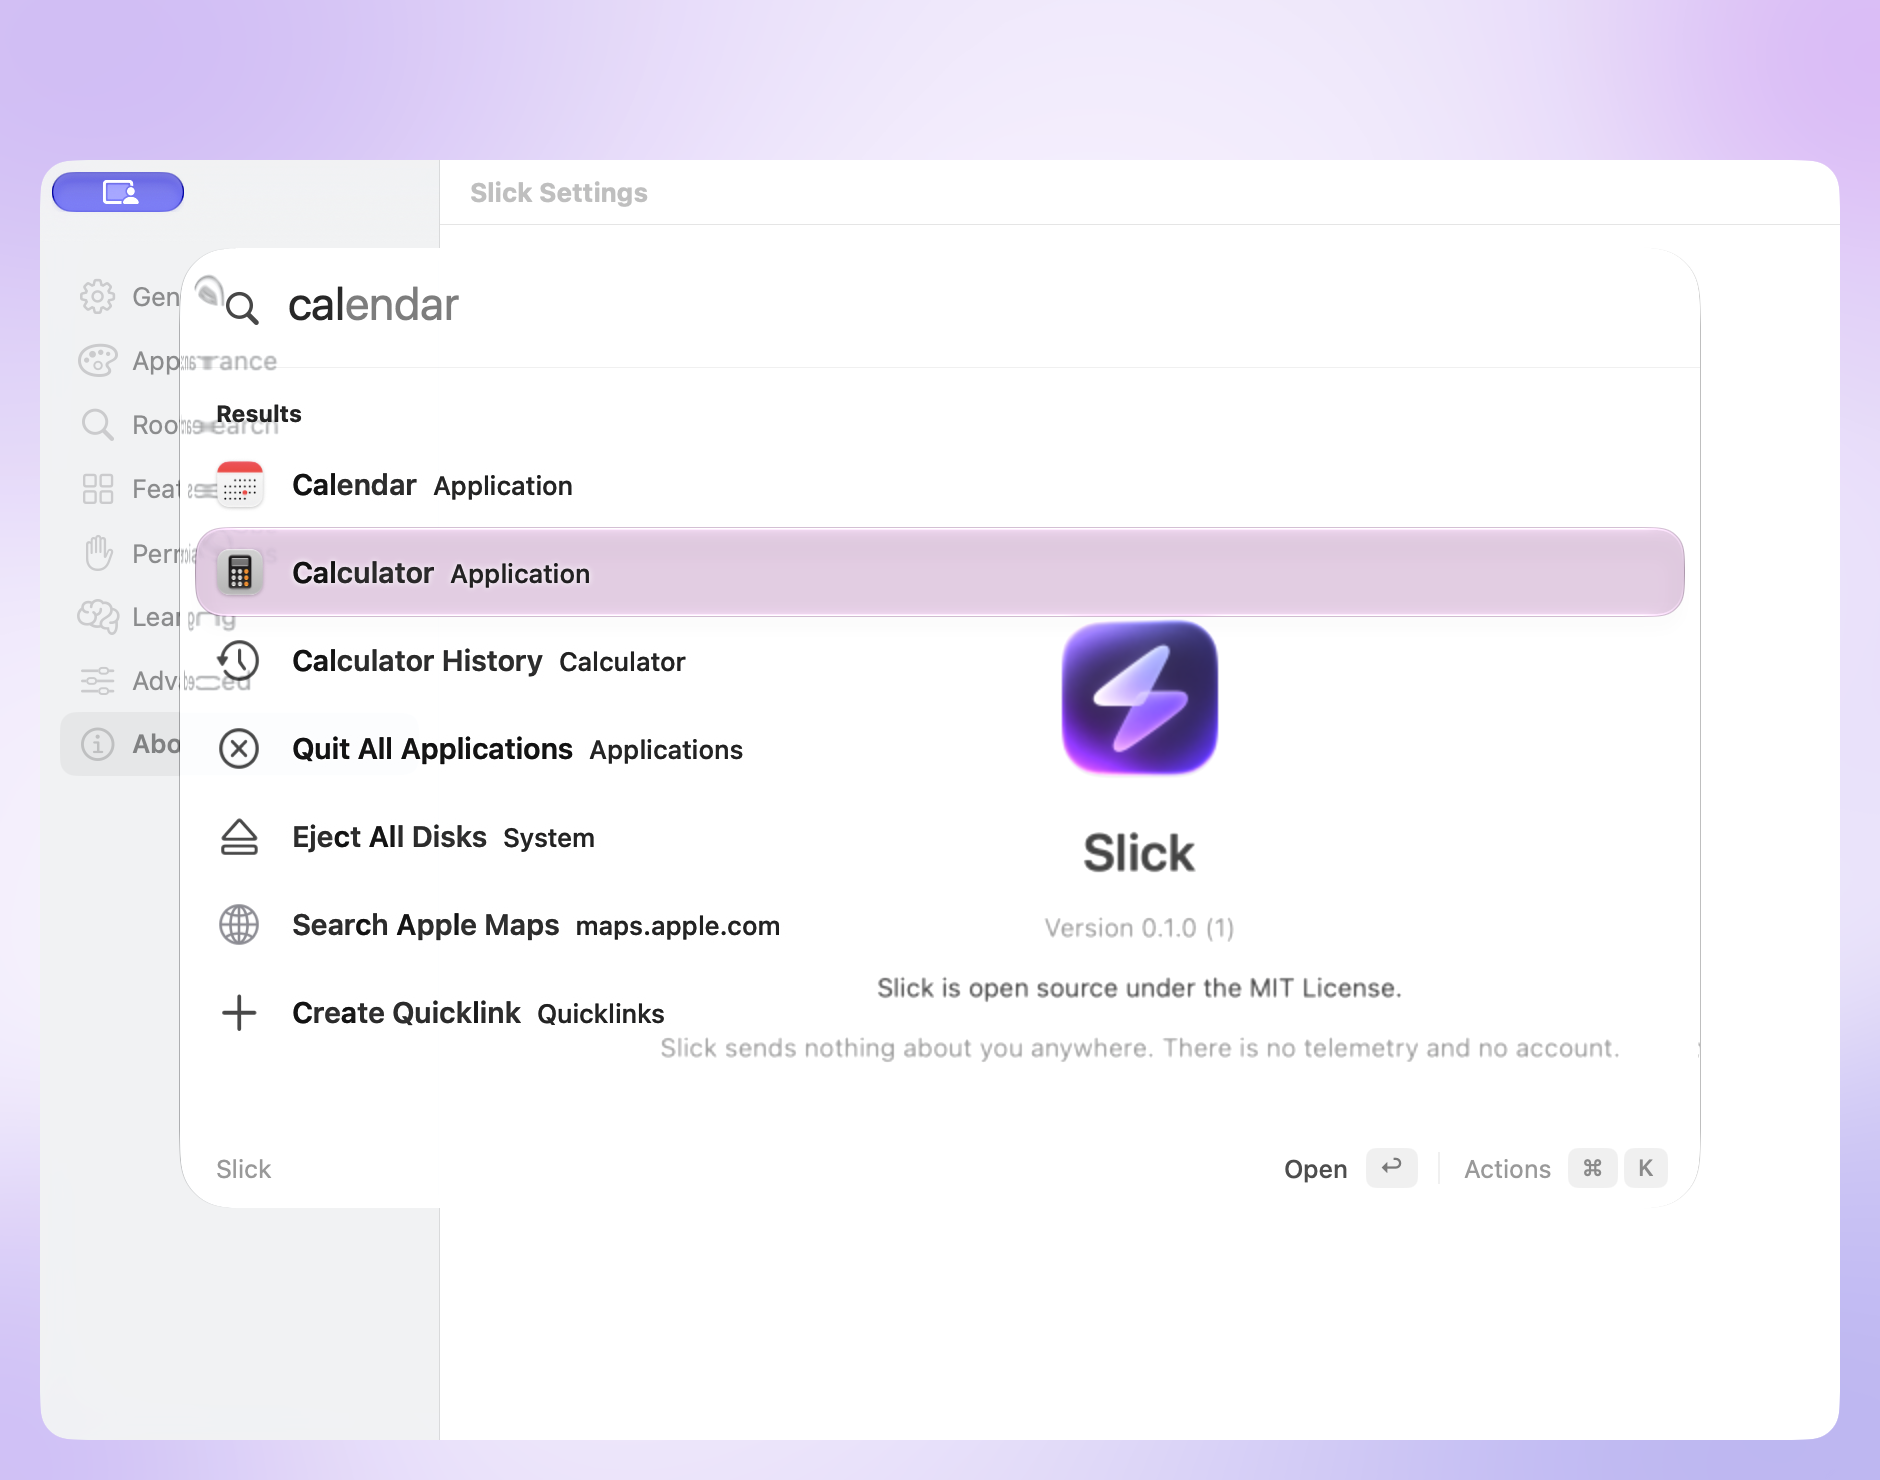 Slick Settings
Gen
calendar
Results
Calendar Application
Calculator Application
Calculator History Calculator
Quit All Applications Applications
Eject All Disks System
Search Apple Maps maps.apple.com
Create Quicklink Quicklinks
Slick
Version 0.1.0 (1)
Slick is open source under the MIT License.
Slick sends nothing about you anywhere. There is no telemetry and no account.
Slick
Open ↩ Actions ⌘ K